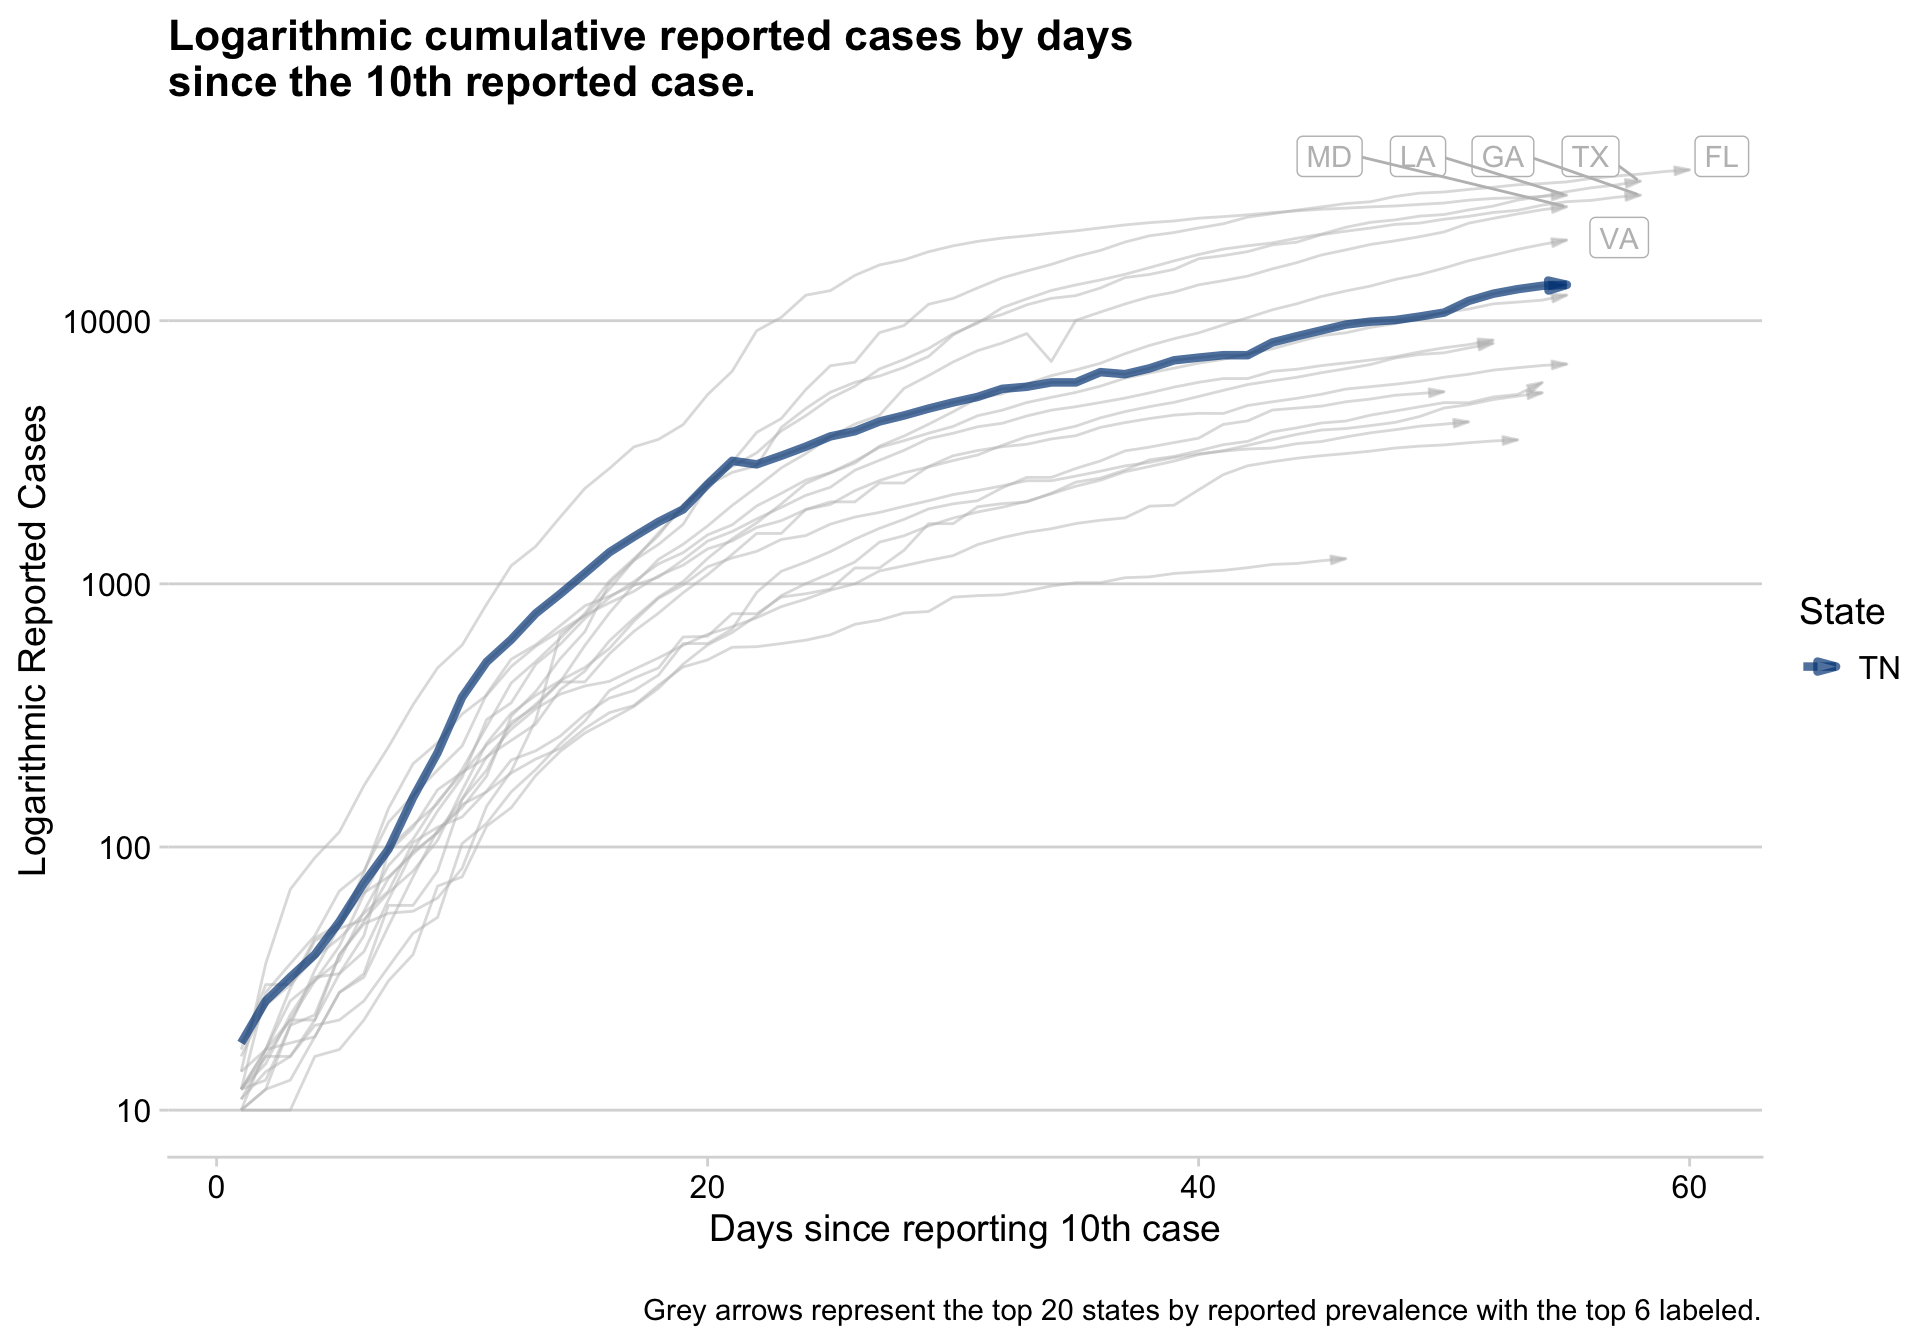 Logarithmic cumulative reported cases by days
since the 10th reported case.
MD LA GA TX FL
VA
10000
1000
100
10
Logarithmic Reported Cases
State
TN
0 20 40 60
Days since reporting 10th case
Grey arrows represent the top 20 states by reported prevalence with the top 6 labeled.